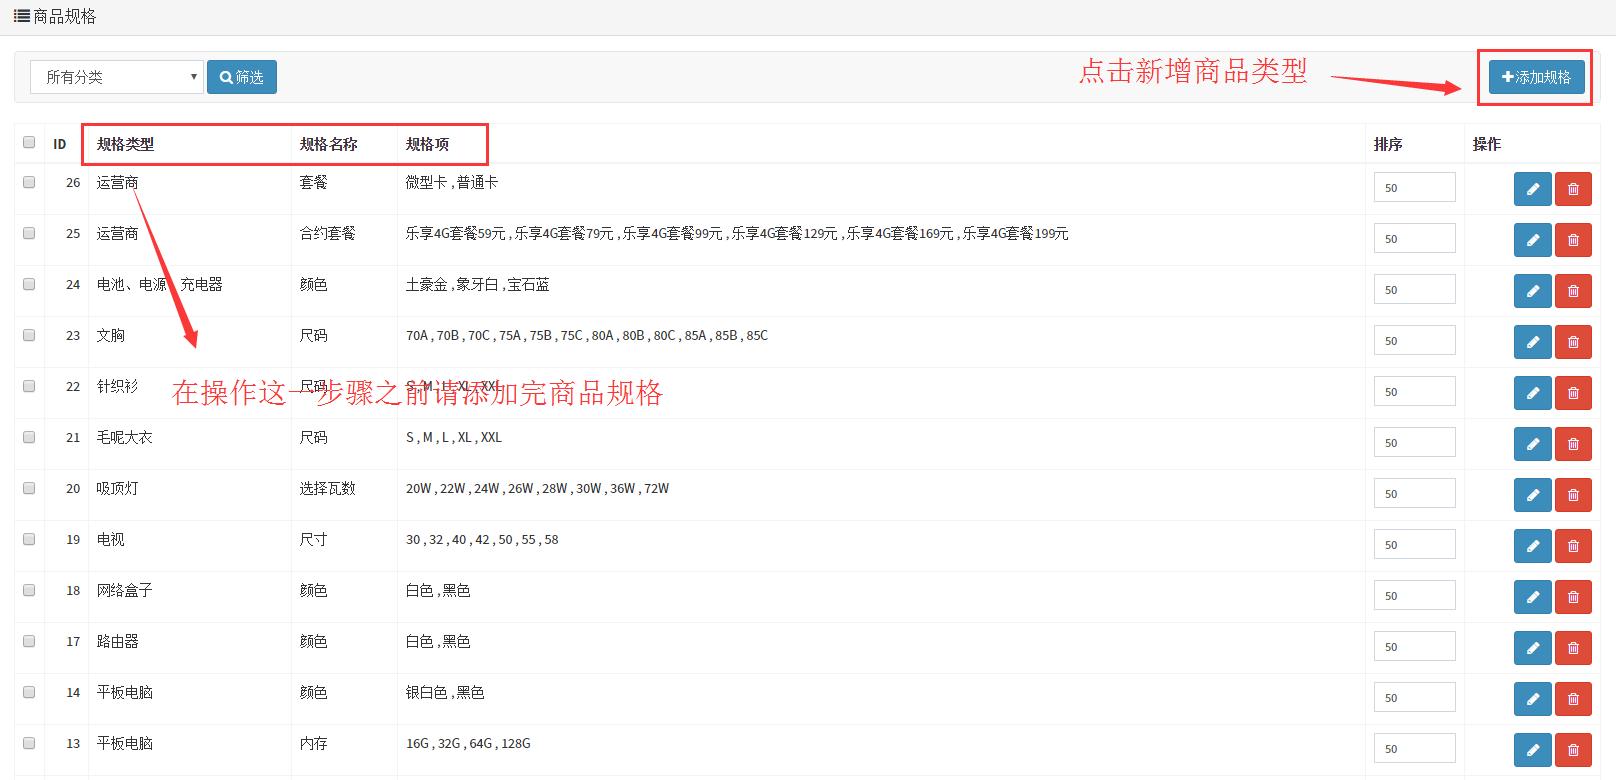 商品规格
所有分类 筛选 点击新增商品类型 添加规格
ID 规格类型 规格名称 规格项 排序 操作
26 运营商 套餐 微型卡 , 普通卡 50
25 运营商 合约套餐 乐享4G套餐59元 , 乐享4G套餐79元 , 乐享4G套餐99元 , 乐享4G套餐129元 , 乐享4G套餐169元 , 乐享4G套餐199元 50
24 电池、电源、充电器 颜色 土豪金 , 象牙白 , 宝石蓝 50
23 文胸 尺码 70A , 70B , 70C , 75A , 75B , 75C , 80A , 80B , 80C , 85A , 85B , 85C 50
22 针织衫 尺码 S , M , L , XL , XXL 50
在操作这一步骤之前请添加完商品规格
21 毛呢大衣 尺码 S , M , L , XL , XXL 50
20 吸顶灯 选择瓦数 20W , 22W , 24W , 26W , 28W , 30W , 36W , 72W 50
19 电视 尺寸 30 , 32 , 40 , 42 , 50 , 55 , 58 50
18 网络盒子 颜色 白色 , 黑色 50
17 路由器 颜色 白色 , 黑色 50
14 平板电脑 颜色 银白色 , 黑色 50
13 平板电脑 内存 16G , 32G , 64G , 128G 50